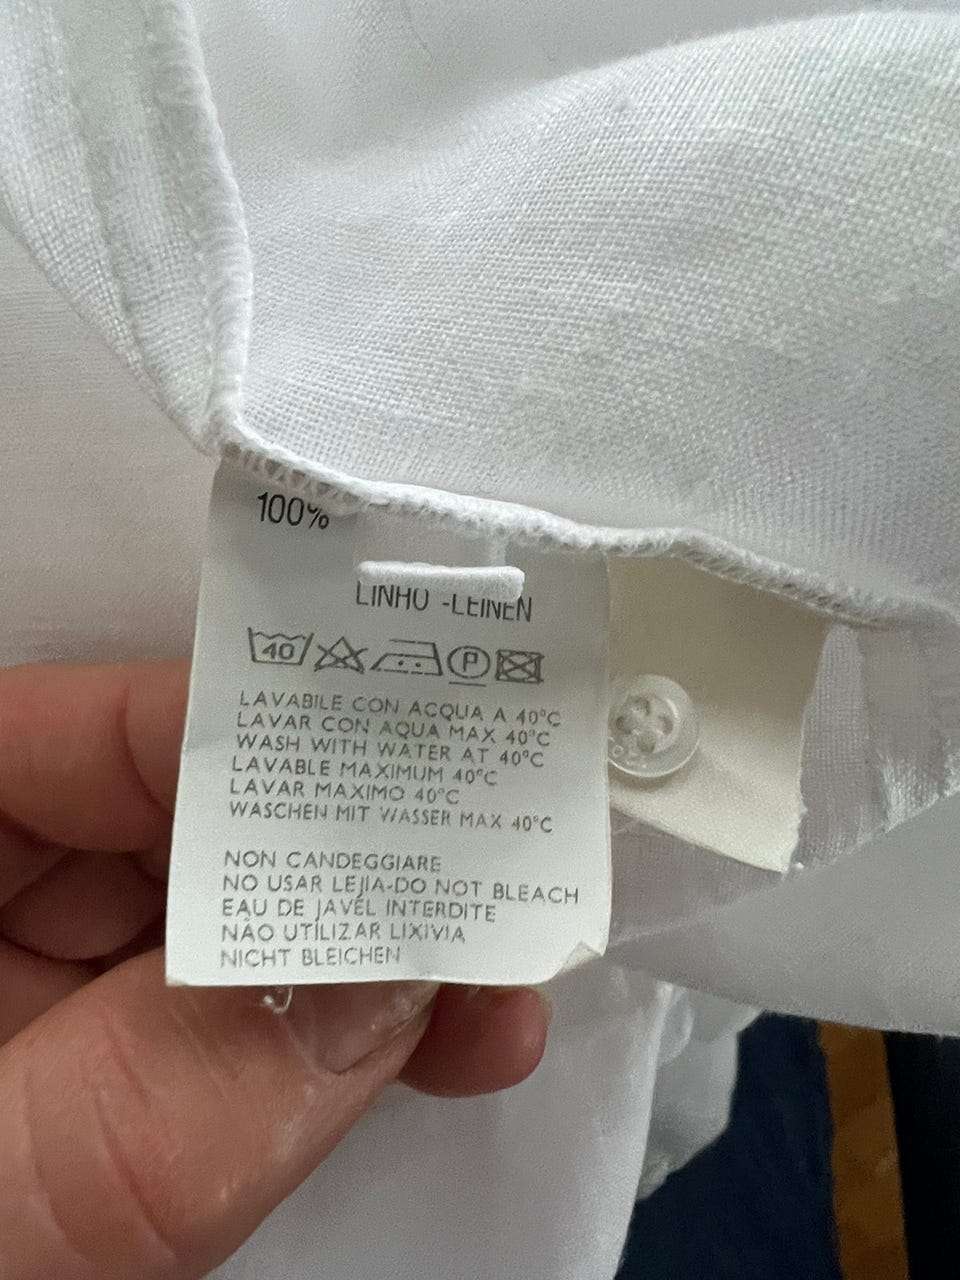 100%
LINHO -LEINEN
40 P
LAVABILE CON ACQUA A 40°C
LAVAR CON AQUA MAX 40°C
WASH WITH WATER AT 40°C
LAVABLE MAXIMUM 40°C
LAVAR MAXIMO 40°C
WASCHEN MIT WASSER MAX 40°C
NON CANDEGGIARE
NO USAR LEJIA-DO NOT BLEACH
EAU DE JAVEL INTERDITE
NÃO UTILIZAR LIXIVIA
NICHT BLEICHEN